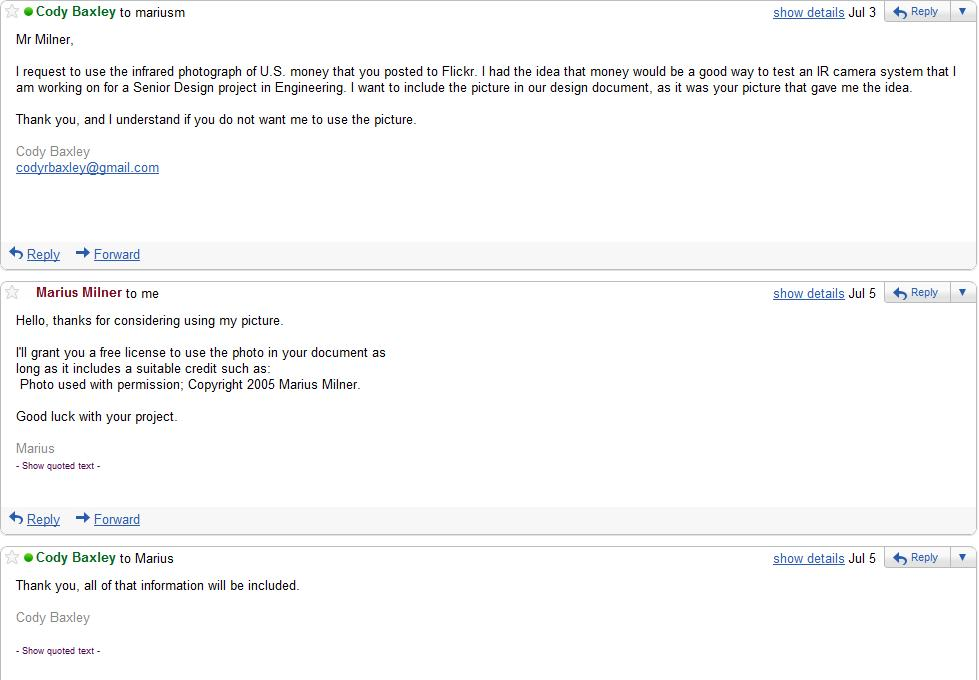 Cody Baxley to mariusm show details Jul 3 Reply
Mr Milner,
I request to use the infrared photograph of U.S. money that you posted to Flickr. I had the idea that money would be a good way to test an IR camera system that I
am working on for a Senior Design project in Engineering. I want to include the picture in our design document, as it was your picture that gave me the idea.
Thank you, and I understand if you do not want me to use the picture.
Cody Baxley
codyrbaxley@gmail.com
Reply Forward
Marius Milner to me show details Jul 5 Reply
Hello, thanks for considering using my picture.
I'll grant you a free license to use the photo in your document as
long as it includes a suitable credit such as:
Photo used with permission; Copyright 2005 Marius Milner.
Good luck with your project.
Marius
- Show quoted text -
Reply Forward
Cody Baxley to Marius show details Jul 5 Reply
Thank you, all of that information will be included.
Cody Baxley
- Show quoted text -